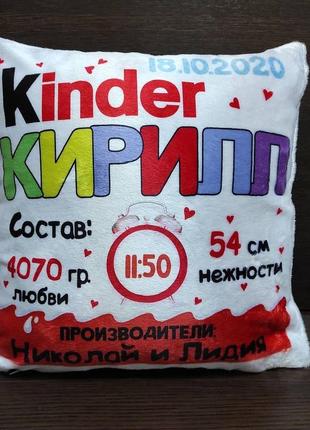 18.10.2020
Kinder
КИРИЛЛ
Состав:
4070 гр.
любви
11:50
54 см
нежности
ПРОИЗВОДИТЕЛИ:
Николай и Лидия